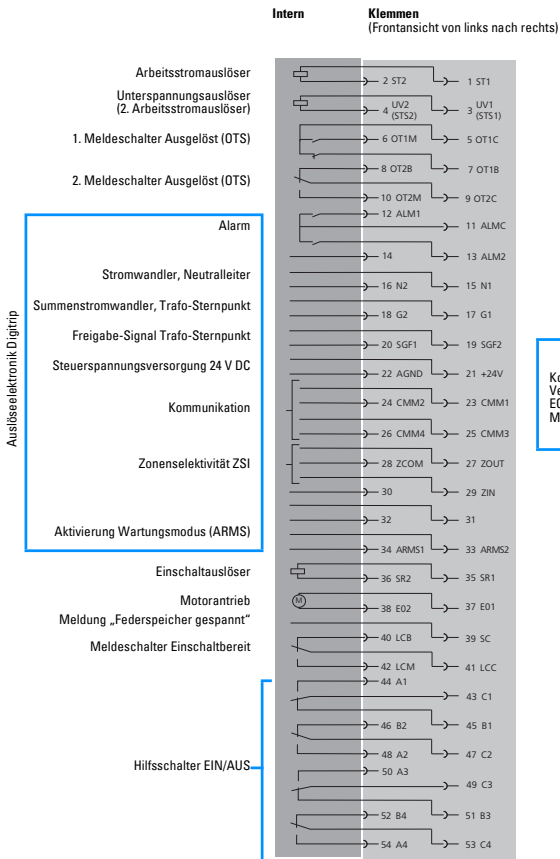 Intern Klemmen
(Frontansicht von links nach rechts)
Arbeitsstromauslöser
2 ST2 1 ST1
Unterspannungsauslöser
(2. Arbeitsstromauslöser)
4 UV2
(STS2)
3 UV1
(STS1)
1. Meldeschalter Ausgelöst (OTS)
6 OT1M 5 OT1C
8 OT2B 7 OT1B
2. Meldeschalter Ausgelöst (OTS)
10 OT2M 9 OT2C
Auslöseelektronik Digitrip
12 ALM1
Alarm
11 ALMC
14 13 ALM2
Stromwandler, Neutralleiter
16 N2 15 N1
Summenstromwandler, Trafo-Sternpunkt
18 G2 17 G1
Freigabe-Signal Trafo-Sternpunkt
20 SGF1 19 SGF2
Steuerspannungsversorgung 24 V DC
22 AGND 21 +24V
Kommunikation
24 CMM2 23 CMM1
26 CMM4 25 CMM3
Zonenselektivität ZSI
28 ZCOM 27 ZOUT
30 29 ZIN
32 31
Aktivierung Wartungsmodus (ARMS)
34 ARMS1 33 ARMS2
Einschaltauslöser
36 SR2 35 SR1
Motorantrieb
M
38 E02 37 E01
Meldung „Federspeicher gespannt“
40 LCB 39 SC
Meldeschalter Einschaltbereit
42 LCM 41 LCC
44 A1
43 C1
46 B2 45 B1
Hilfsschalter EIN/AUS
48 A2 47 C2
50 A3
49 C3
52 B4 51 B3
54 A4 53 C4